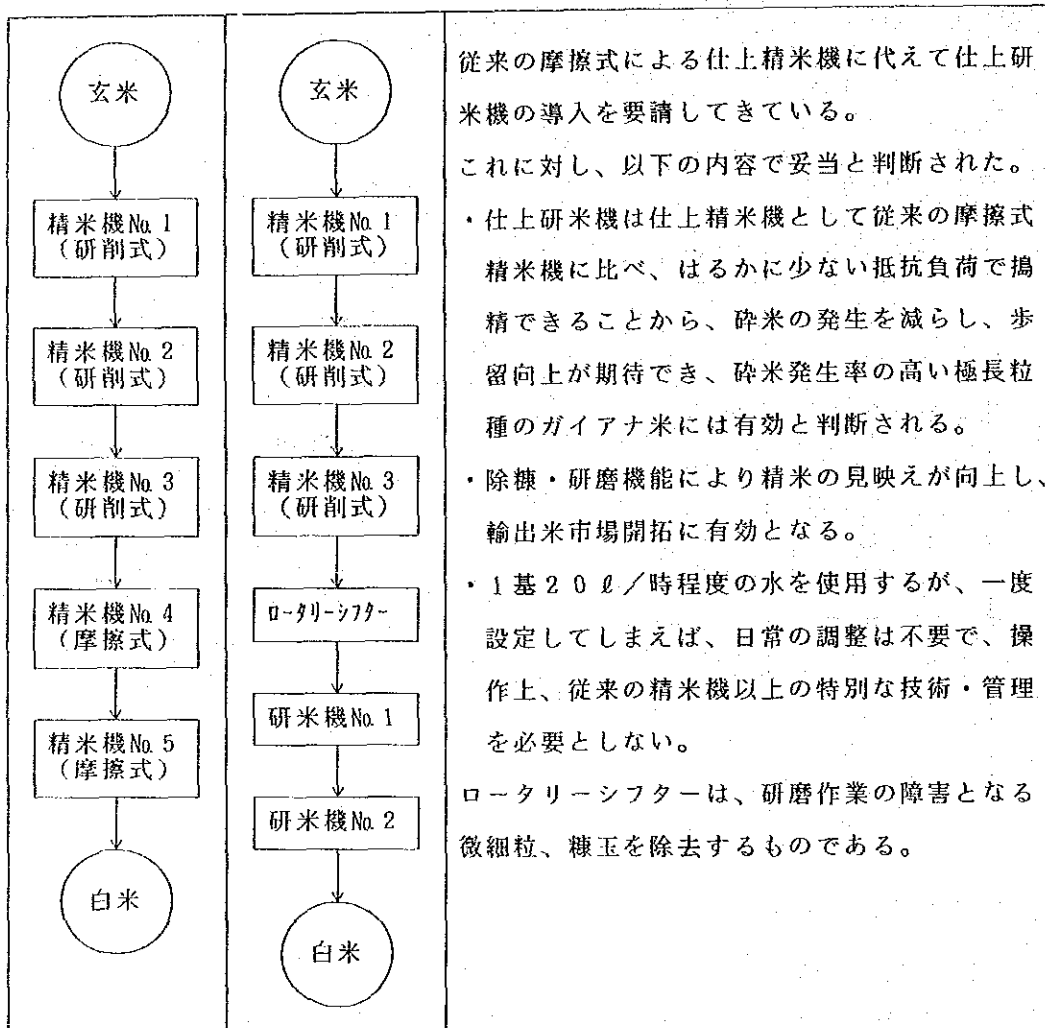 玄米
精米機No.1
(研削式)
精米機No.2
(研削式)
精米機No.3
(研削式)
精米機No.4
(摩擦式)
精米機No.5
(摩擦式)
白米
玄米
精米機No.1
(研削式)
精米機No.2
(研削式)
精米機No.3
(研削式)
ロータリーシフター
研米機No.1
研米機No.2
白米
従来の摩擦式による仕上精米機に代えて仕上研
米機の導入を要請してきている。
これに対し、以下の内容で妥当と判断された。
・仕上研米機は仕上精米機として従来の摩擦式
精米機に比べ、はるかに少ない抵抗負荷で搗
精できることから、砕米の発生を減らし、歩
留向上が期待でき、砕米発生率の高い極長粒
種のガイアナ米には有効と判断される。
・除糠・研磨機能により精米の見映えが向上し、
輸出米市場開拓に有効となる。
・1基20ℓ/時程度の水を使用するが、一度
設定してしまえば、日常の調整は不要で、操
作上、従来の精米機以上の特別な技術・管理
を必要としない。
ロータリーシフターは、研磨作業の障害となる
微細粒、糠玉を除去するものである。